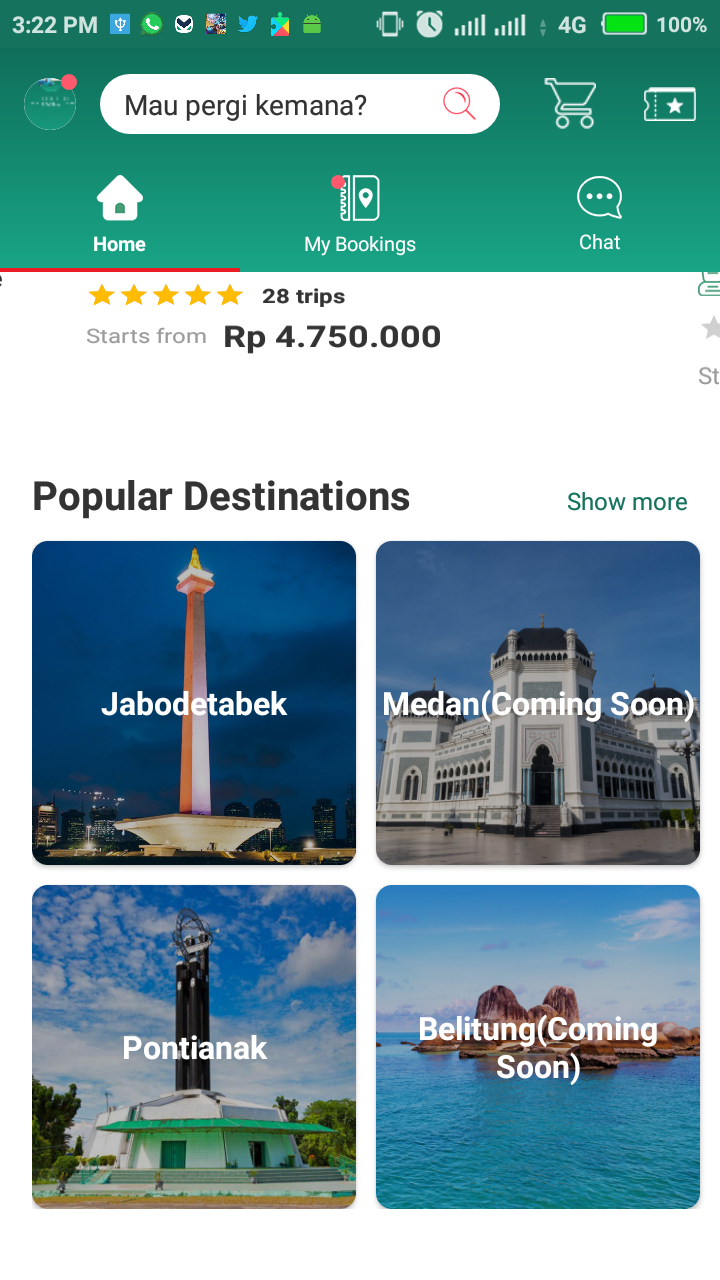 3:22 PM 4G 100%
Mau pergi kemana?
Home My Bookings Chat
28 trips
Starts from Rp 4.750.000
St
Popular Destinations Show more
Jabodetabek Medan(Coming Soon)
Pontianak Belitung(Coming
Soon)